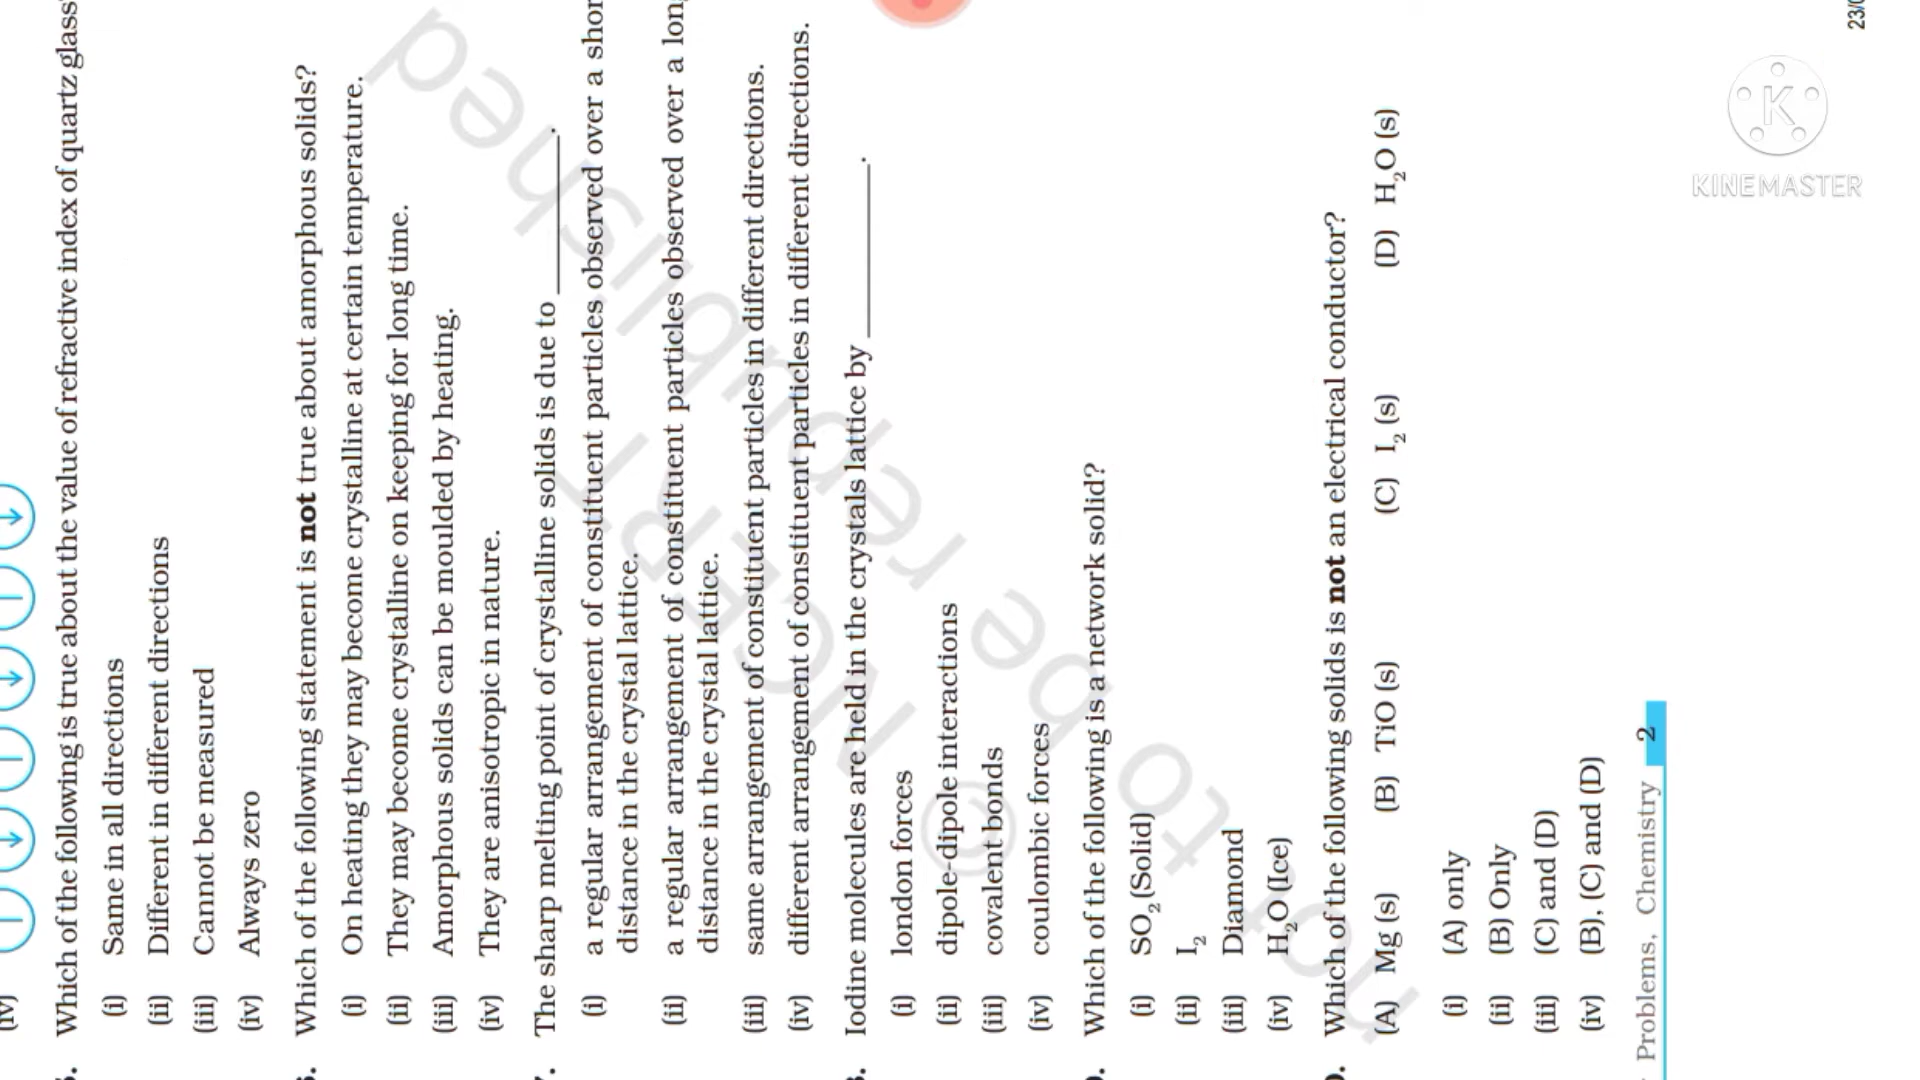 (iv)
Which of the following is true about the value of refractive index of quartz glass
(i) Same in all directions
(ii) Different in different directions
(iii) Cannot be measured
(iv) Always zero
Which of the following statement is not true about amorphous solids?
(i) On heating they may become crystalline at certain temperature.
(ii) They may become crystalline on keeping for long time.
(iii) Amorphous solids can be moulded by heating.
(iv) They are anisotropic in nature.
The sharp melting point of crystalline solids is due to ___________.
(i) a regular arrangement of constituent particles observed over a shor
distance in the crystal lattice.
(ii) a regular arrangement of constituent particles observed over a long
distance in the crystal lattice.
(iii) same arrangement of constituent particles in different directions.
(iv) different arrangement of constituent particles in different directions.
Iodine molecules are held in the crystals lattice by ____________.
(i) london forces
(ii) dipole-dipole interactions
(iii) covalent bonds
(iv) coulombic forces
Which of the following is a network solid?
(i) SO₂ (Solid)
(ii) I₂
(iii) Diamond
(iv) H₂O (Ice)
Which of the following solids is not an electrical conductor?
(A) Mg (s) (B) TiO (s) (C) I₂ (s) (D) H₂O (s)
(i) (A) only
(ii) (B) Only
(iii) (C) and (D)
(iv) (B), (C) and (D)
Problems, Chemistry 2
© NCERT
not to be republished
KINEMASTER